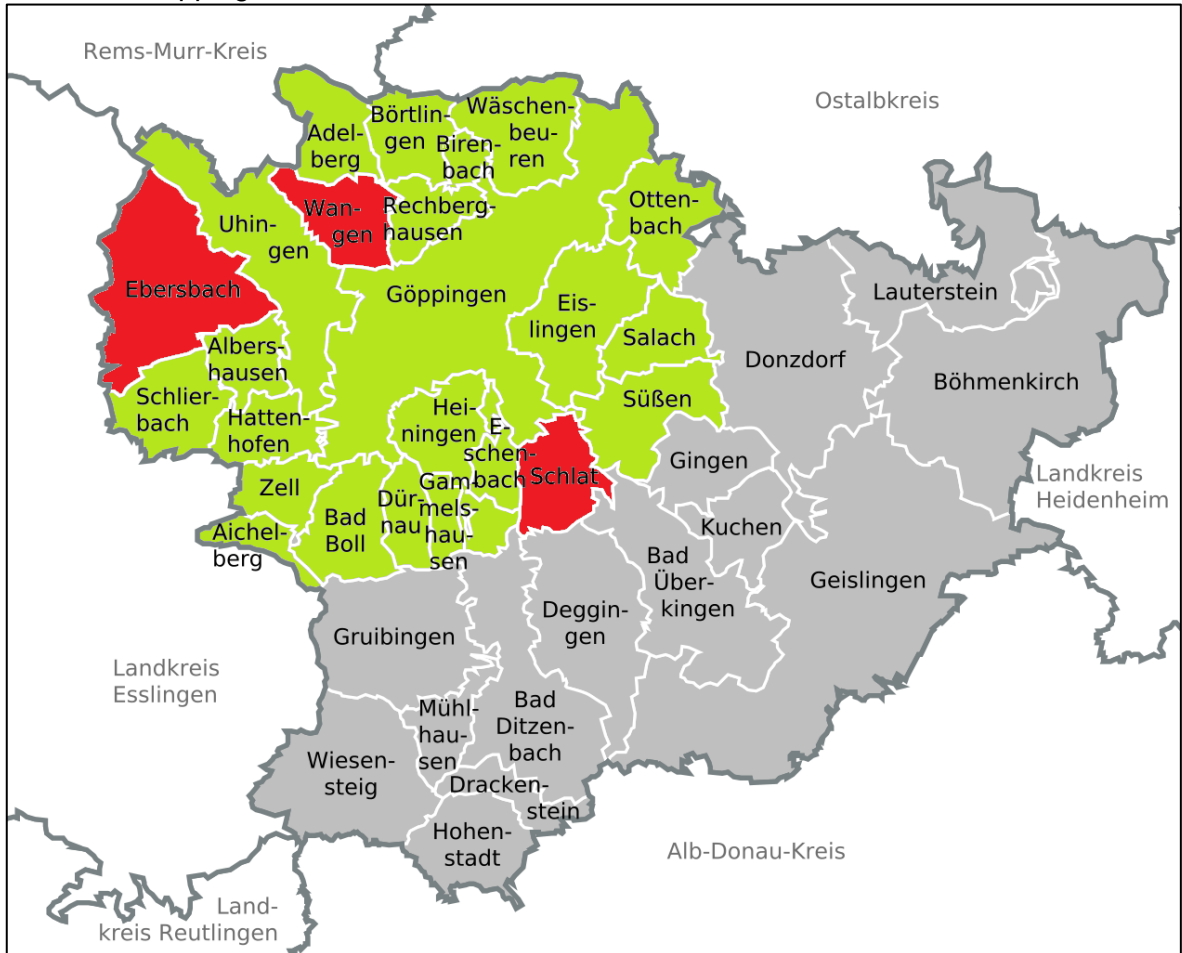 Rems-Murr-Kreis
Ostalbkreis
Adel-
berg
Börtlin-
gen
Wäschen-
beu-
ren
Biren-
bach
Wan-
gen
Rechberg-
hausen
Otten-
bach
Uhin-
gen
Ebersbach
Göppingen
Eis-
lingen
Salach
Lauterstein
Donzdorf
Böhmenkirch
Albers-
hausen
Schlier-
bach
Hatten-
hofen
Hei-
ningen
E-
schen-
bach
Süßen
Schlat
Gingen
Landkreis
Heidenheim
Zell
Aichel-
berg
Bad
Boll
Dür-
nau
Gam-
mels-
hau-
sen
Kuchen
Bad
Über-
kingen
Geislingen
Deggin-
gen
Gruibingen
Landkreis
Esslingen
Mühl-
hau-
sen
Bad
Ditzen-
bach
Wiesen-
steig
Dracken-
stein
Hohen-
stadt
Alb-Donau-Kreis
Land-
kreis Reutlingen